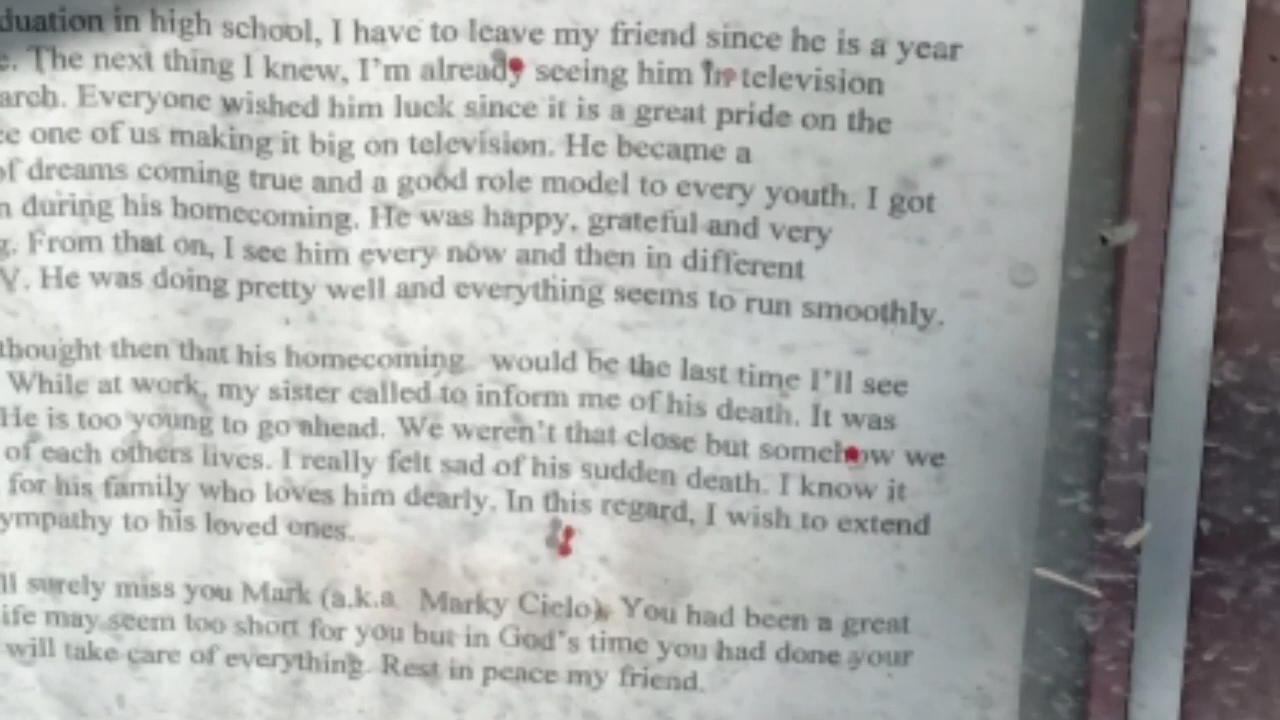 duation in high school, I have to leave my friend since he is a year
e. The next thing I knew, I'm already seeing him in television
arch. Everyone wished him luck since it is a great pride on the
ee one of us making it big on television. He became a
of dreams coming true and a good role model to every youth. I got
n during his homecoming. He was happy, grateful and very
g. From that on, I see him every now and then in different
V. He was doing pretty well and everything seems to run smoothly.
thought then that his homecoming would be the last time I'll see
While at work, my sister called to inform me of his death. It was
He is too young to go ahead. We weren't that close but somehow we
of each others lives. I really felt sad of his sudden death. I know it
for his family who loves him dearly. In this regard, I wish to extend
ympathy to his loved ones.
ll surely miss you Mark (a.k.a Marky Cielo). You had been a great
ife may seem too short for you but in God's time you had done your
will take care of everything. Rest in peace my friend.